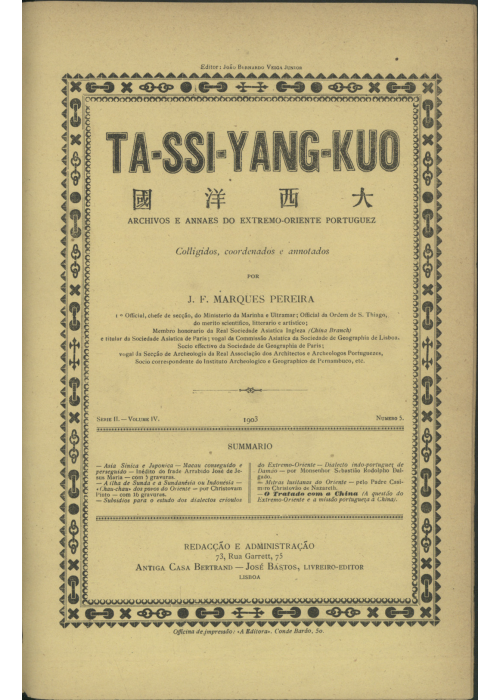 Editor: João Bernardo Veiga Junior
TA-SSI-YANG-KUO
國 洋 西 大
ARCHIVOS E ANNAES DO EXTREMO-ORIENTE PORTUGUEZ
Colligidos, coordenados e annotados
POR
J. F. MARQUES PEREIRA
1.º Official, chefe de secção, do Ministerio da Marinha e Ultramar; Official da Ordem de S. Thiago,
do merito scientifico, litterario e artistico;
Membro honorario da Real Sociedade Asiatica Ingleza (China Branch)
e titular da Sociedade Asiatica de Paris; vogal da Commissão Asiatica da Sociedade de Geographia de Lisboa.
Socio effectivo da Sociedade de Geographia de Paris;
vogal da Secção de Archeologia da Real Associação dos Architectos e Archeologos Portuguezes,
Socio correspondente do Instituto Archeologico e Geographico de Pernambuco, etc.
SERIE II. — VOLUME IV.
1903
NUMERO 5.
SUMMARIO
— Asia Sinica e Japonica — Macau conseguido e
perseguido — Inédito do frade Arrabido José de Je-
sus Maria — com 3 gravuras.
— A ilha de Sunda e a Sundanésia ou Indonésia —
«Chau-chau» dos povos do Oriente — por Christovam
Pinto — com 16 gravuras.
— Subsidios para o estudo dos dialectos crioulos
do Extremo-Oriente — Dialecto indo-portuguez de
Damão — por Monsenhor Sebastião Rodolpho Dal-
gado.
— Mitras lusitanas do Oriente — pelo Padre Casi-
miro Christovão de Nazareth.
— O Tratado com a China (A questão do
Extremo-Oriente e a missão portugueza á China).
REDACÇÃO E ADMINISTRAÇÃO
73, Rua Garrett, 75
ANTIGA CASA BERTRAND — JOSÉ BASTOS, LIVREIRO-EDITOR
LISBOA
Officina de impressão: «A Editora». Conde Barão, 50.